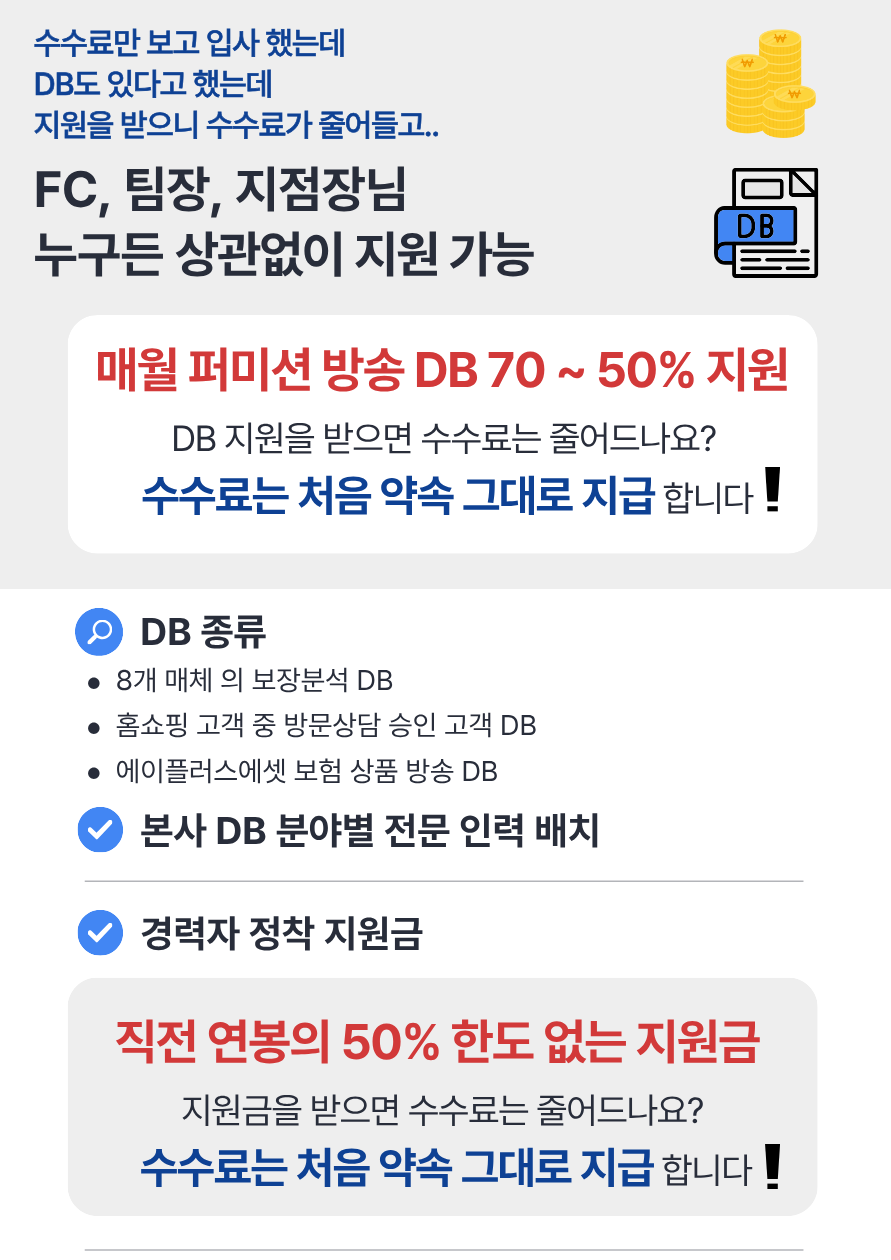 수수료만 보고 입사 했는데
DB도 있다고 했는데
지원을 받으니 수수료가 줄어들고..
FC, 팀장, 지점장님
누구든 상관없이 지원 가능
DB
매월 퍼미션 방송 DB 70 ~ 50% 지원
DB 지원을 받으면 수수료는 줄어드나요?
수수료는 처음 약속 그대로 지급 합니다 !
DB 종류
• 8개 매체 의 보장분석 DB
• 홈쇼핑 고객 중 방문상담 승인 고객 DB
• 에이플러스에셋 보험 상품 방송 DB
본사 DB 분야별 전문 인력 배치
경력자 정착 지원금
직전 연봉의 50% 한도 없는 지원금
지원금을 받으면 수수료는 줄어드나요?
수수료는 처음 약속 그대로 지급 합니다 !